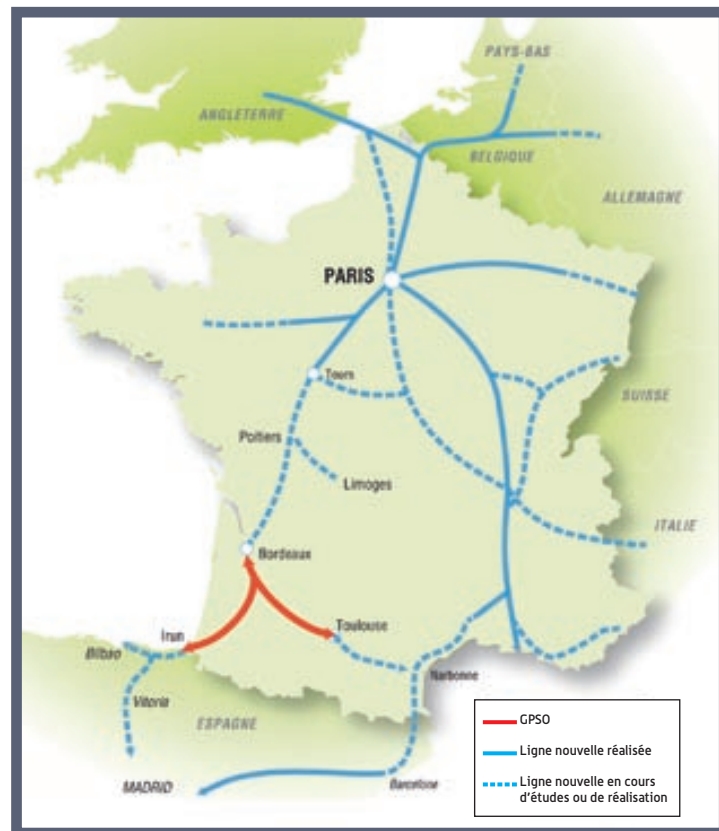 PAYS-BAS
ANGLETERRE
BELGIQUE
ALLEMAGNE
PARIS
Tours
SUISSE
Poitiers
Limoges
ITALIE
Bordeaux
Toulouse
Irun
Bilbao
Narbonne
Vitoria
ESPAGNE
MADRID
Barcelone
GPSO
Ligne nouvelle réalisée
Ligne nouvelle en cours
d'études ou de réalisation